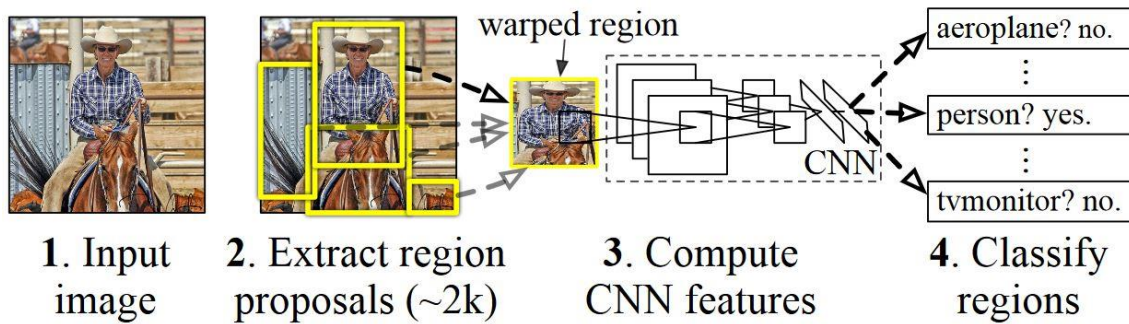 warped region
aeroplane? no.
⋮
person? yes.
⋮
tvmonitor? no.
CNN
1. Input
image
2. Extract region
proposals (~2k)
3. Compute
CNN features
4. Classify
regions